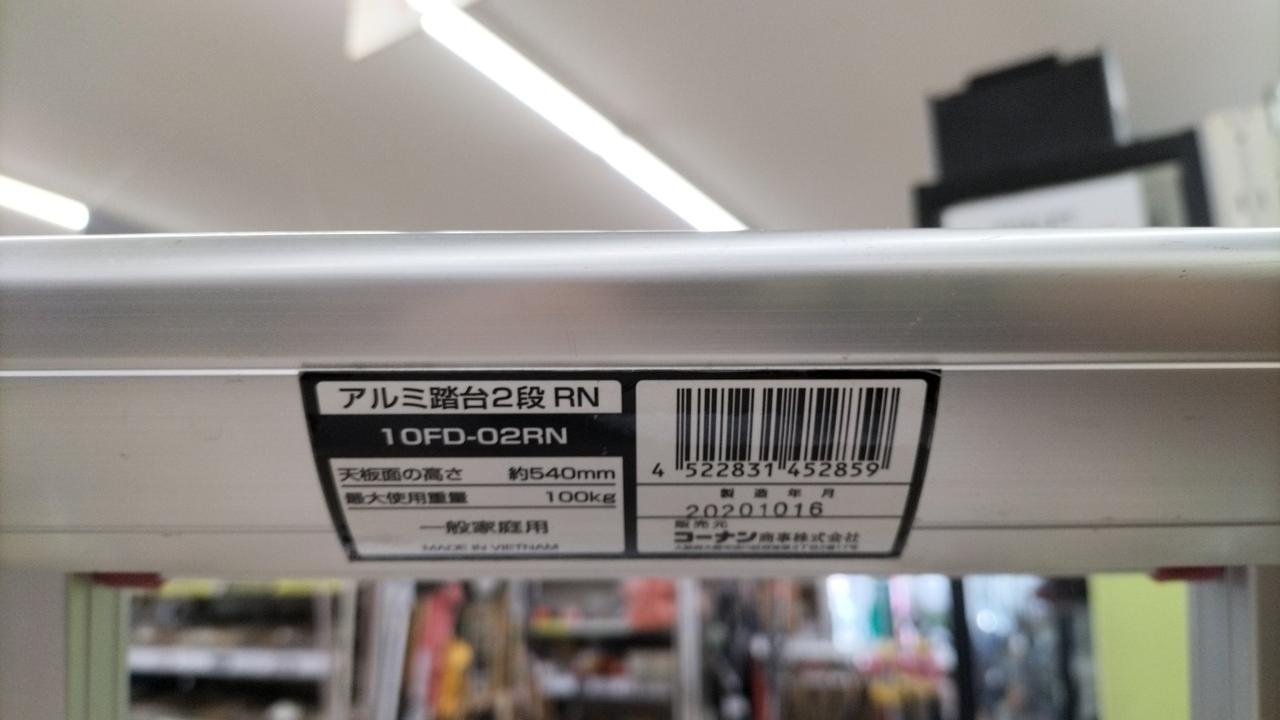 アルミ踏台2段 RN
10FD-02RN
天板面の高さ 約540mm
最大使用重量 100kg
一般家庭用
MADE IN VIETNAM
4 522831 452859
製造年月
20201016
販売元
コーナン商事株式会社